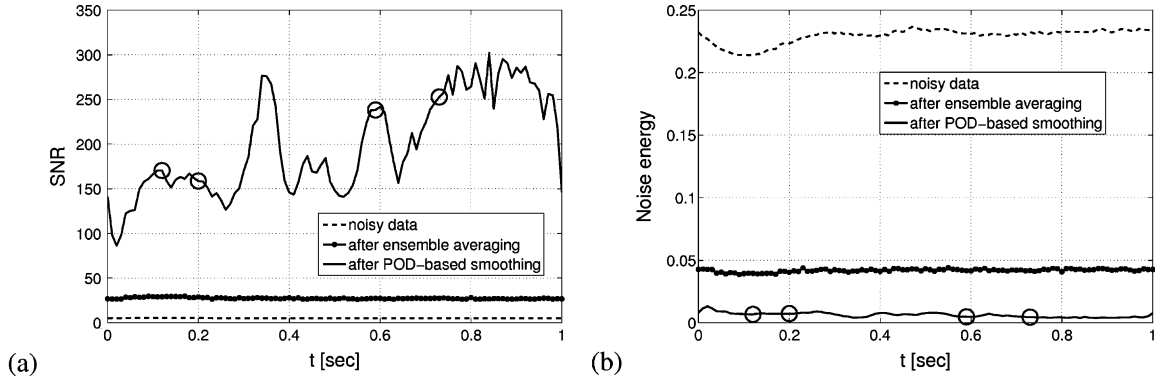 350
300
250
200
150
100
50
0
SNR
noisy data
after ensemble averaging
after POD−based smoothing
0
0.2
0.4
0.6
0.8
1
t [sec]
(a)
0.25
0.2
0.15
0.1
0.05
0
Noise energy
noisy data
after ensemble averaging
after POD−based smoothing
0
0.2
0.4
0.6
0.8
1
t [sec]
(b)